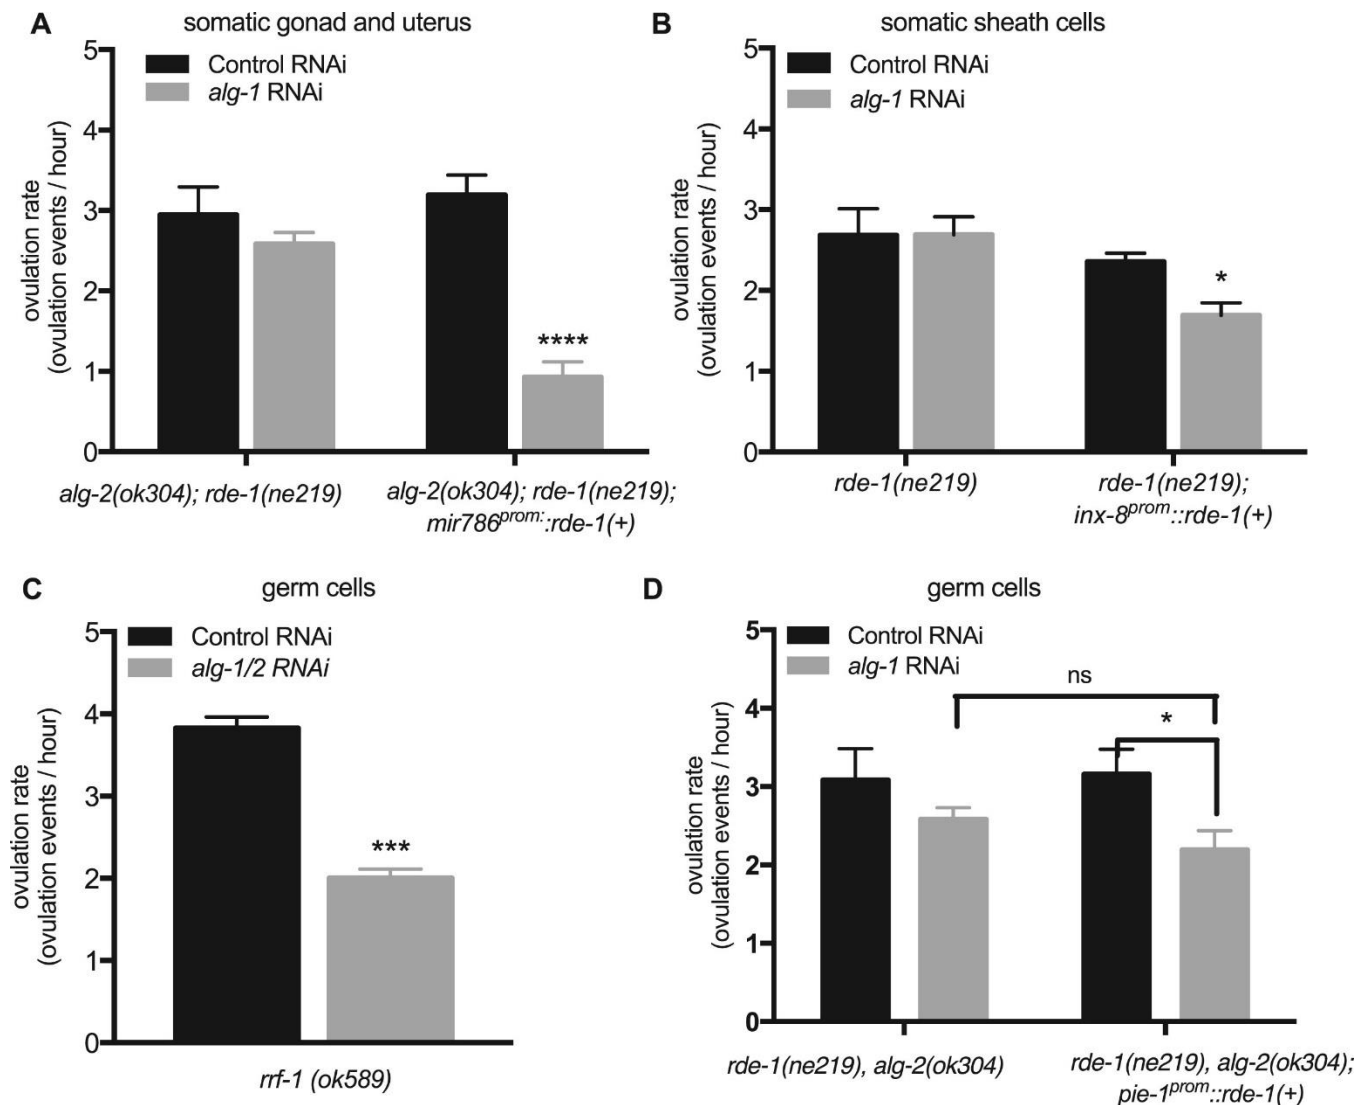 A somatic gonad and uterus
Control RNAi
alg-1 RNAi
ovulation rate
(ovulation events / hour)
5
4
3
2
1
0
****
alg-2(ok304); rde-1(ne219)
alg-2(ok304); rde-1(ne219);
mir786prom:::rde-1(+)
B somatic sheath cells
Control RNAi
alg-1 RNAi
ovulation rate
(ovulation events / hour)
5
4
3
2
1
0
*
rde-1(ne219)
rde-1(ne219);
inx-8prom::rde-1(+)
C germ cells
Control RNAi
alg-1/2 RNAi
ovulation rate
(ovulation events / hour)
5
4
3
2
1
0
***
rrf-1 (ok589)
D germ cells
Control RNAi
alg-1 RNAi
ovulation rate
(ovulation events / hour)
5
4
3
2
1
0
ns
*
rde-1(ne219), alg-2(ok304)
rde-1(ne219), alg-2(ok304);
pie-1prom::rde-1(+)